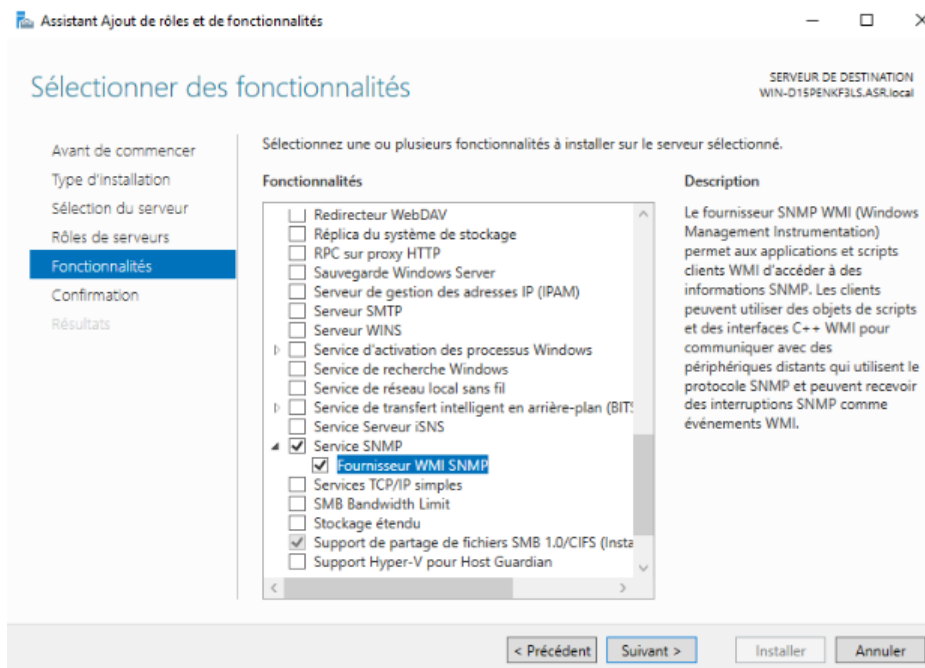 Assistant Ajout de rôles et de fonctionnalités
Sélectionner des fonctionnalités
SERVEUR DE DESTINATION
WIN-D15PENKF3LS.ASR.local
Avant de commencer
Type d'installation
Sélection du serveur
Rôles de serveurs
Fonctionnalités
Confirmation
Résultats
Sélectionnez une ou plusieurs fonctionnalités à installer sur le serveur sélectionné.
Fonctionnalités
Redirecteur WebDAV
Réplica du système de stockage
RPC sur proxy HTTP
Sauvegarde Windows Server
Serveur de gestion des adresses IP (IPAM)
Serveur SMTP
Serveur WINS
Service d'activation des processus Windows
Service de recherche Windows
Service de réseau local sans fil
Service de transfert intelligent en arrière-plan (BITS
Service Serveur iSNS
Service SNMP
Fournisseur WMI SNMP
Services TCP/IP simples
SMB Bandwidth Limit
Stockage étendu
Support de partage de fichiers SMB 1.0/CIFS (Insta
Support Hyper-V pour Host Guardian
Description
Le fournisseur SNMP WMI (Windows
Management Instrumentation)
permet aux applications et scripts
clients WMI d'accéder à des
informations SNMP. Les clients
peuvent utiliser des objets de scripts
et des interfaces C++ WMI pour
communiquer avec des
périphériques distants qui utilisent le
protocole SNMP et peuvent recevoir
des interruptions SNMP comme
événements WMI.
< Précédent
Suivant >
Installer
Annuler